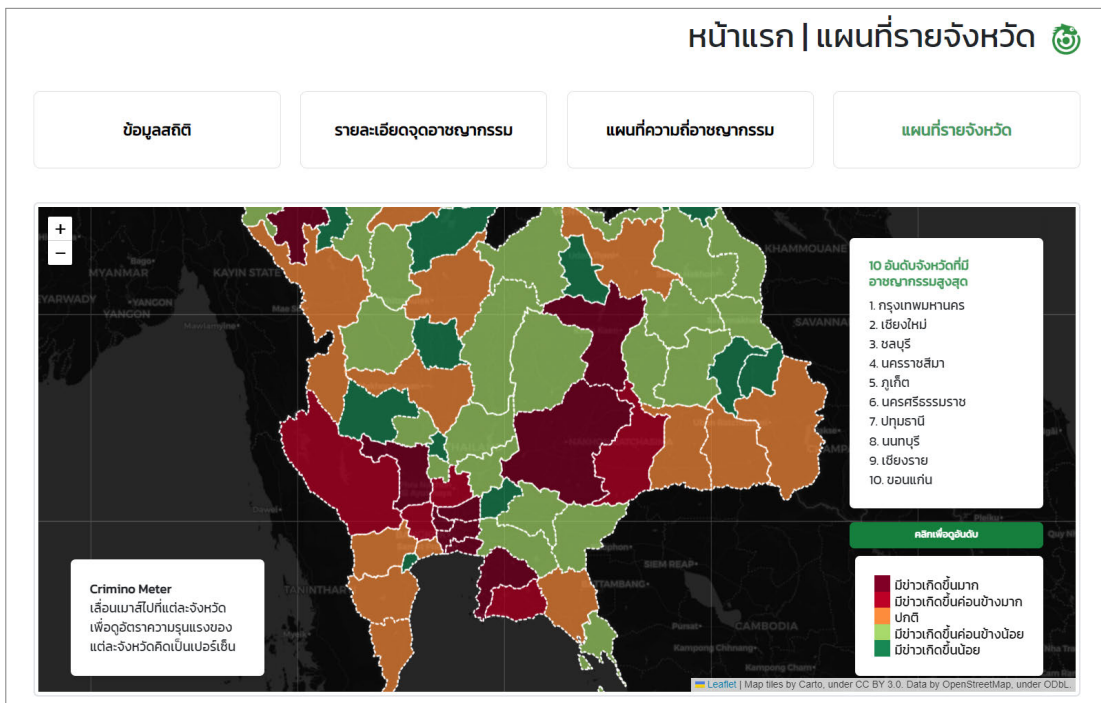 หน้าแรก | แผนที่รายจังหวัด
ข้อมูลสถิติ
รายละเอียดจุดอาชญากรรม
แผนที่ความถี่อาชญากรรม
แผนที่รายจังหวัด
+
−
KHAMMOUANE
MYANMAR
KAYIN STATE
YANGON
YANGON
SAVANNA
Dawei
SIEM REAP
BATTAMBANG
Pursat
CAMBODIA
Kampong Chhnang
Kampong Cham
TANINTHAR
Pleiku
10 อันดับจังหวัดที่มี
อาชญากรรมสูงสุด
1. กรุงเทพมหานคร
2. เชียงใหม่
3. ชลบุรี
4. นครราชสีมา
5. ภูเก็ต
6. นครศรีธรรมราช
7. ปทุมธานี
8. นนทบุรี
9. เชียงราย
10. ขอนแก่น
คลิกเพื่อดูอันดับ
Crimino Meter
เลื่อนเมาส์ไปที่แต่ละจังหวัด
เพื่อดูอัตราความรุนแรงของ
แต่ละจังหวัดคิดเป็นเปอร์เซ็น
มีข่าวเกิดขึ้นมาก
มีข่าวเกิดขึ้นค่อนข้างมาก
ปกติ
มีข่าวเกิดขึ้นค่อนข้างน้อย
มีข่าวเกิดขึ้นน้อย
Leaflet | Map tiles by Carto, under CC BY 3.0. Data by OpenStreetMap, under ODbL.